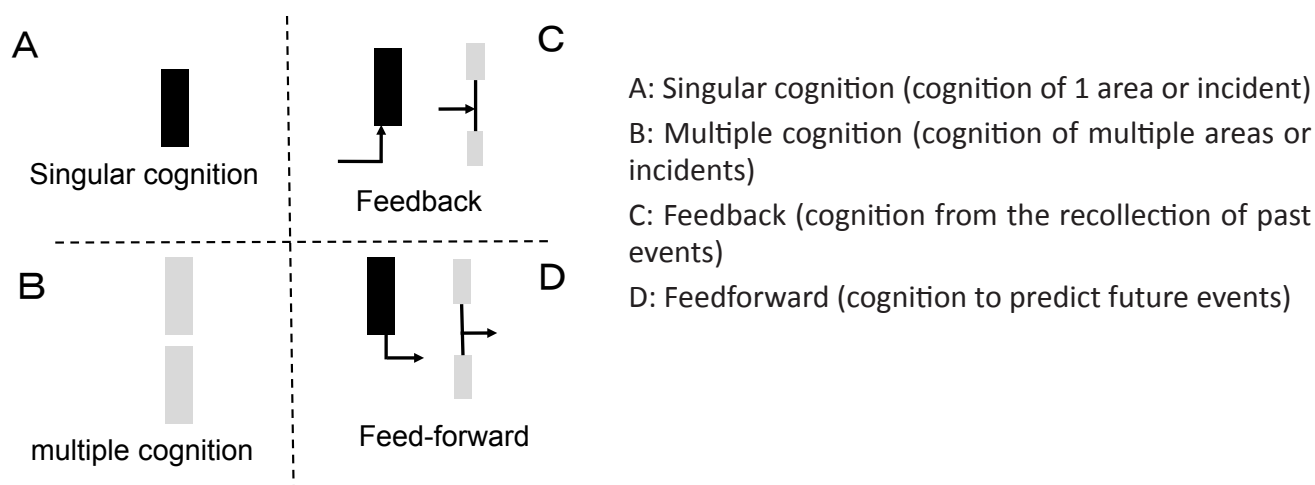 A
Singular cognition
C
Feedback
B
multiple cognition
D
Feed-forward
A: Singular cognition (cognition of 1 area or incident)
B: Multiple cognition (cognition of multiple areas or
incidents)
C: Feedback (cognition from the recollection of past
events)
D: Feedforward (cognition to predict future events)